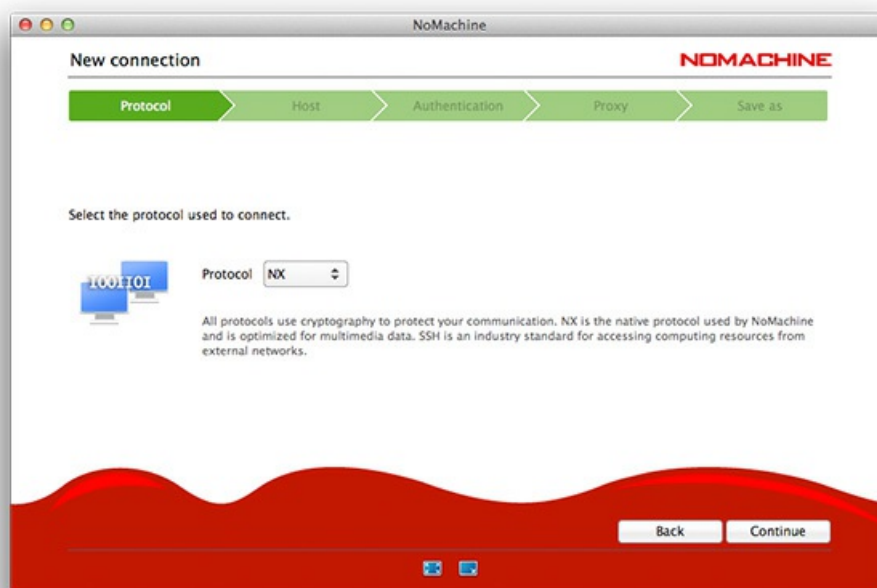 NoMachine
New connection
NOMACHINE
Protocol
Host
Authentication
Proxy
Save as
Select the protocol used to connect.
1001101
Protocol NX
All protocols use cryptography to protect your communication. NX is the native protocol used by NoMachine
and is optimized for multimedia data. SSH is an industry standard for accessing computing resources from
external networks.
Back
Continue